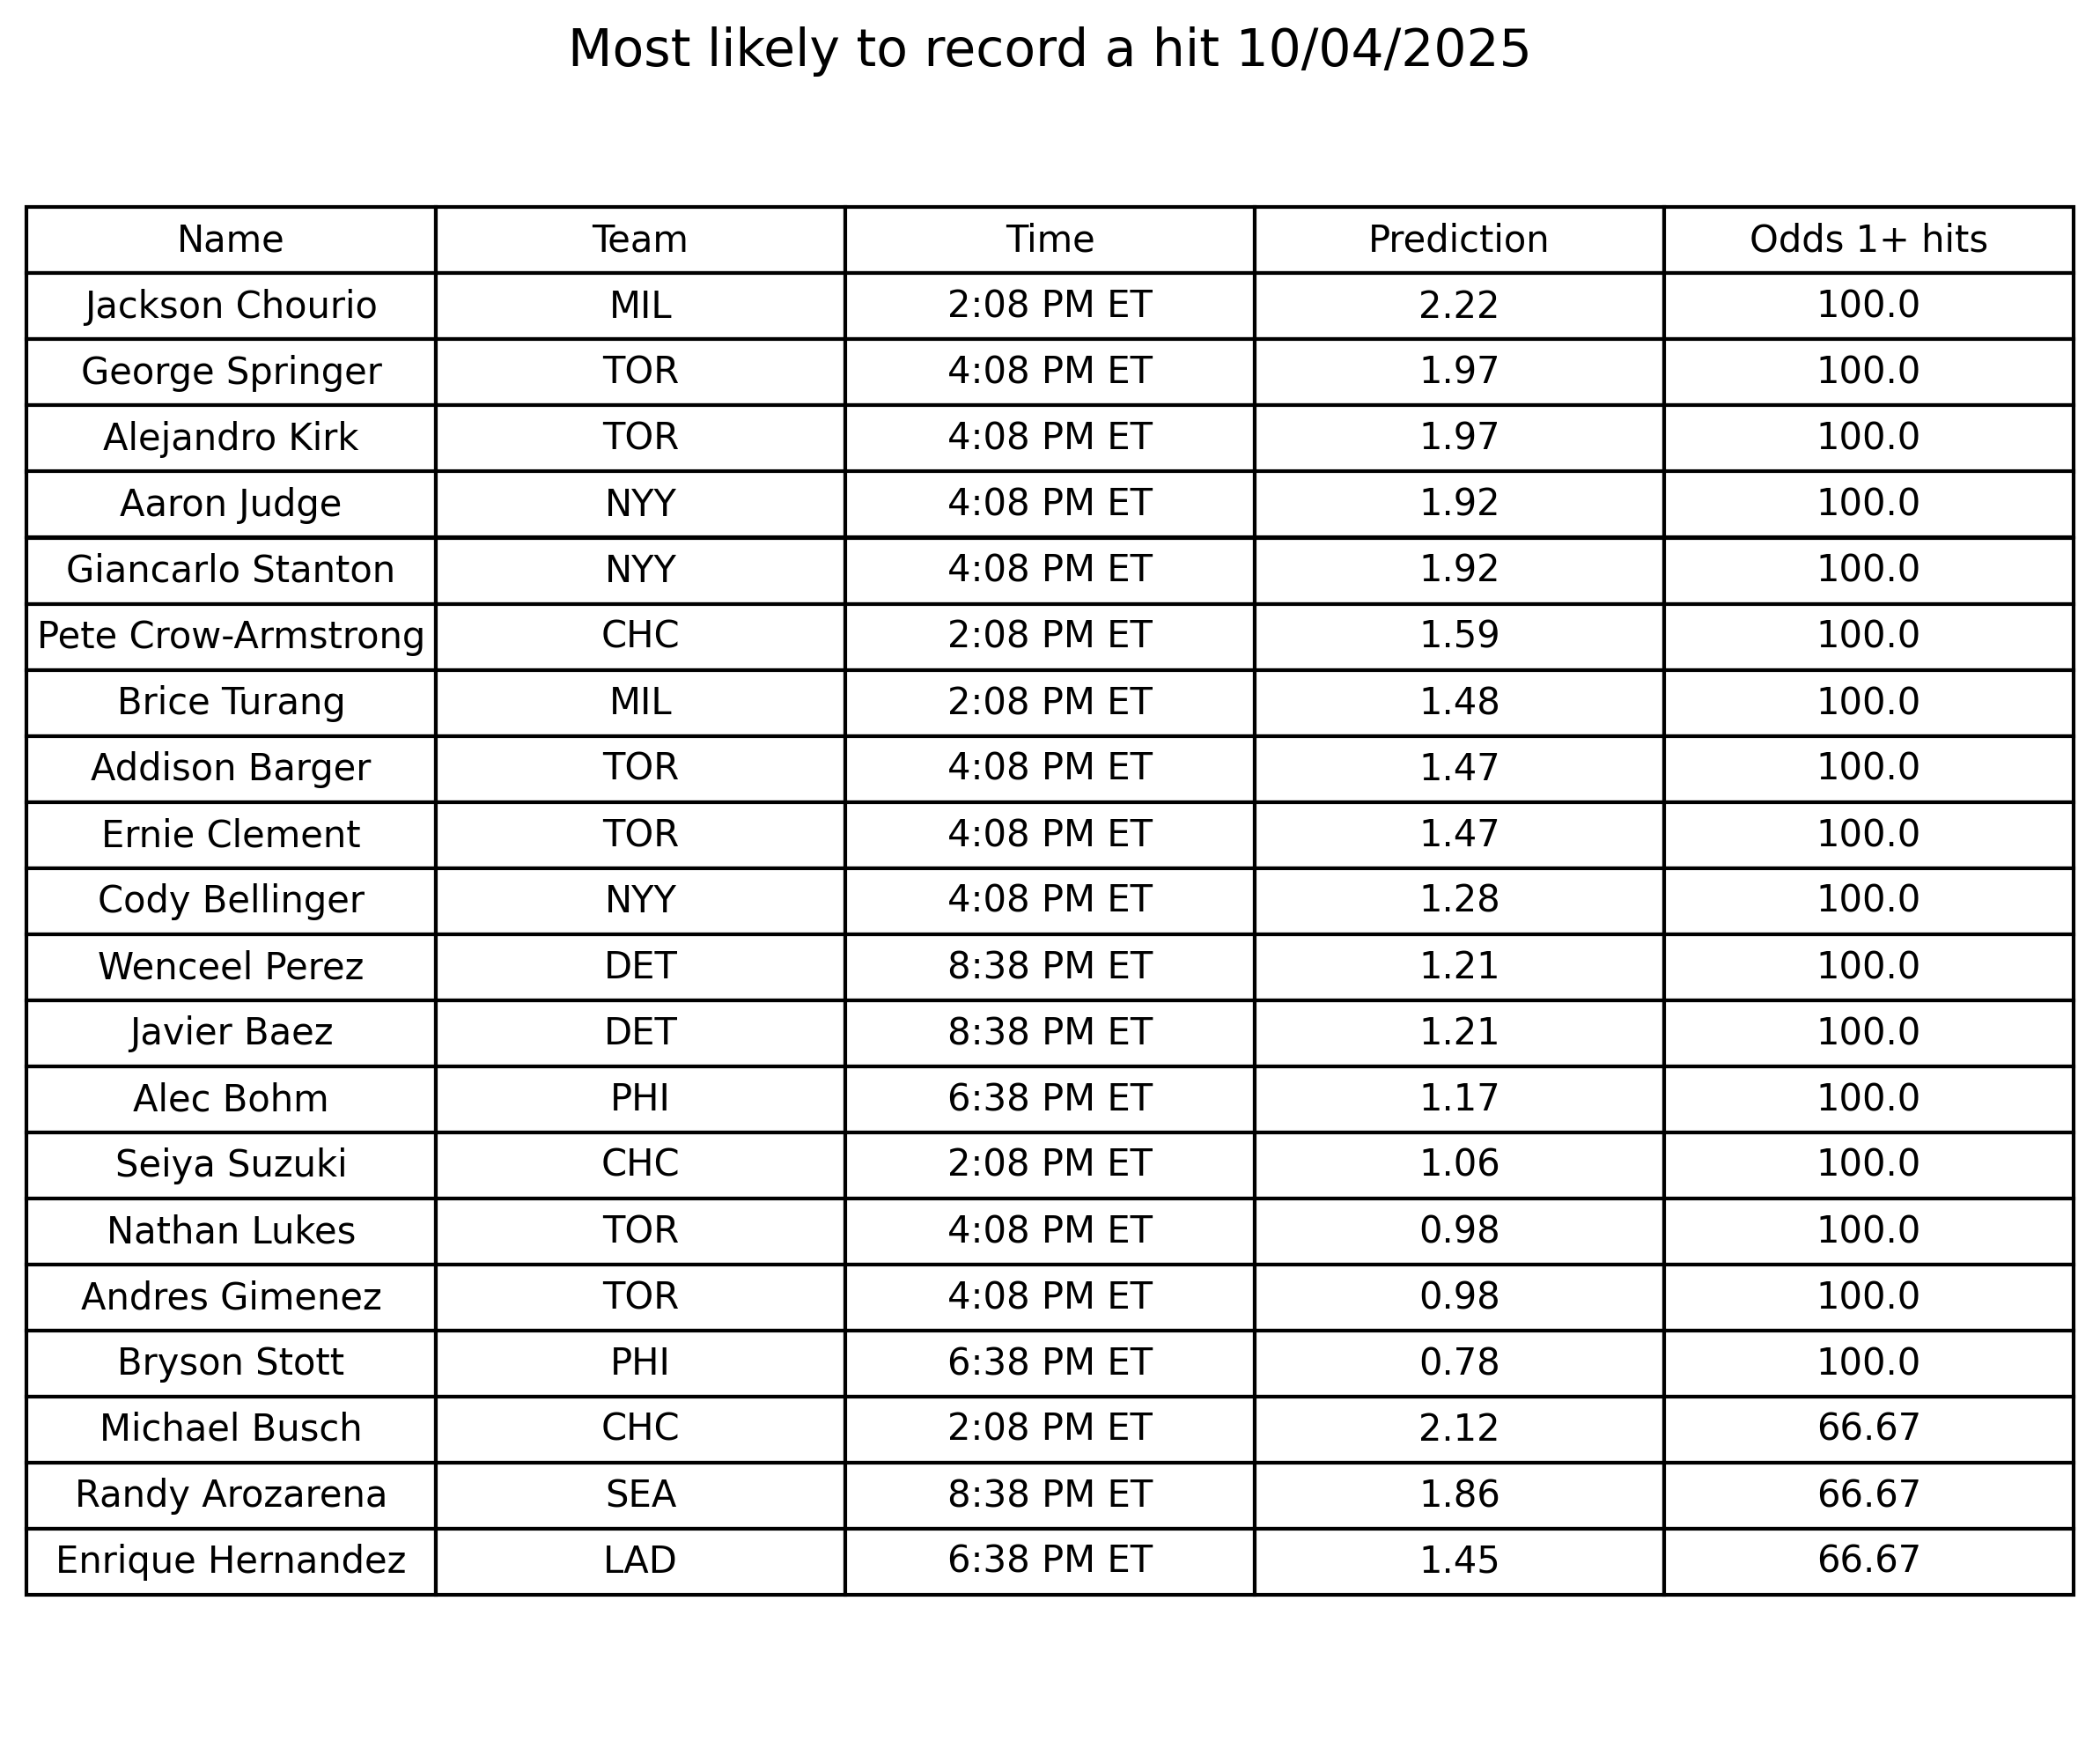 Most likely to record a hit 10/04/2025
Name Team Time Prediction Odds 1+ hits
Jackson Chourio MIL 2:08 PM ET 2.22 100.0
George Springer TOR 4:08 PM ET 1.97 100.0
Alejandro Kirk TOR 4:08 PM ET 1.97 100.0
Aaron Judge NYY 4:08 PM ET 1.92 100.0
Giancarlo Stanton NYY 4:08 PM ET 1.92 100.0
Pete Crow-Armstrong CHC 2:08 PM ET 1.59 100.0
Brice Turang MIL 2:08 PM ET 1.48 100.0
Addison Barger TOR 4:08 PM ET 1.47 100.0
Ernie Clement TOR 4:08 PM ET 1.47 100.0
Cody Bellinger NYY 4:08 PM ET 1.28 100.0
Wenceel Perez DET 8:38 PM ET 1.21 100.0
Javier Baez DET 8:38 PM ET 1.21 100.0
Alec Bohm PHI 6:38 PM ET 1.17 100.0
Seiya Suzuki CHC 2:08 PM ET 1.06 100.0
Nathan Lukes TOR 4:08 PM ET 0.98 100.0
Andres Gimenez TOR 4:08 PM ET 0.98 100.0
Bryson Stott PHI 6:38 PM ET 0.78 100.0
Michael Busch CHC 2:08 PM ET 2.12 66.67
Randy Arozarena SEA 8:38 PM ET 1.86 66.67
Enrique Hernandez LAD 6:38 PM ET 1.45 66.67